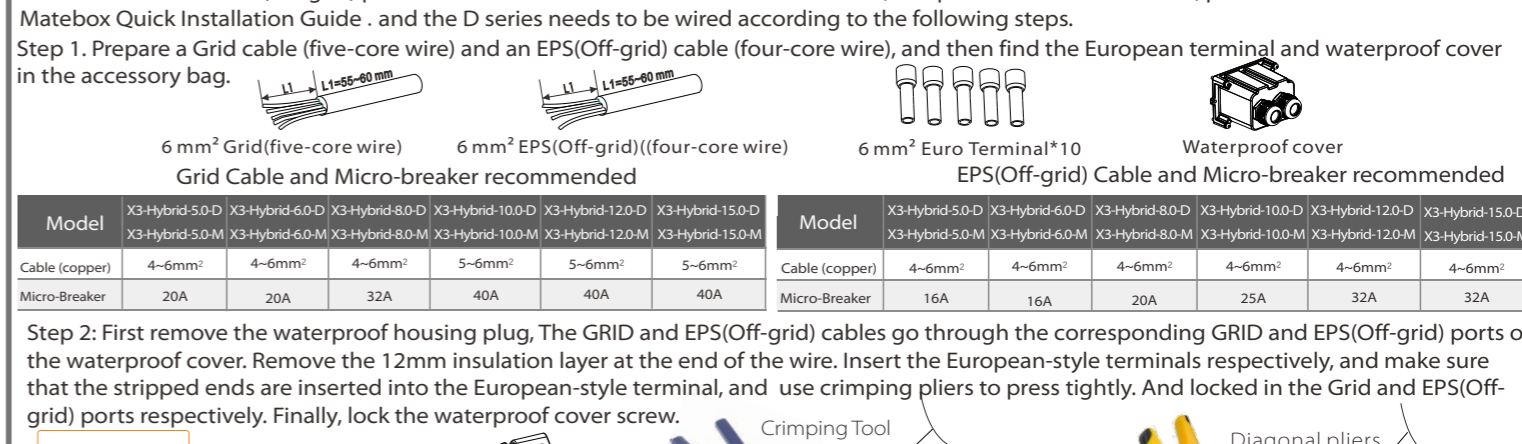 Matebox Quick Installation Guide . and the D series needs to be wired according to the following steps.
Step 1. Prepare a Grid cable (five-core wire) and an EPS(Off-grid) cable (four-core wire), and then find the European terminal and waterproof cover
in the accessory bag.
L1 L1=55~60 mm
L1 L1=55~60 mm
6 mm² Grid(five-core wire)
6 mm² EPS(Off-grid)((four-core wire)
6 mm² Euro Terminal*10
Waterproof cover
Grid Cable and Micro-breaker recommended
Model X3-Hybrid-5.0-D X3-Hybrid-6.0-D X3-Hybrid-8.0-D X3-Hybrid-10.0-D X3-Hybrid-12.0-D X3-Hybrid-15.0-D
X3-Hybrid-5.0-M X3-Hybrid-6.0-M X3-Hybrid-8.0-M X3-Hybrid-10.0-M X3-Hybrid-12.0-M X3-Hybrid-15.0-M
Cable (copper) 4~6mm² 4~6mm² 4~6mm² 5~6mm² 5~6mm² 5~6mm²
Micro-Breaker 20A 20A 32A 40A 40A 40A
EPS(Off-grid) Cable and Micro-breaker recommended
Model X3-Hybrid-5.0-D X3-Hybrid-6.0-D X3-Hybrid-8.0-D X3-Hybrid-10.0-D X3-Hybrid-12.0-D X3-Hybrid-15.0-D
X3-Hybrid-5.0-M X3-Hybrid-6.0-M X3-Hybrid-8.0-M X3-Hybrid-10.0-M X3-Hybrid-12.0-M X3-Hybrid-15.0-M
Cable (copper) 4~6mm² 4~6mm² 4~6mm² 4~6mm² 4~6mm² 4~6mm²
Micro-Breaker 16A 16A 20A 25A 32A 32A
Step 2: First remove the waterproof housing plug, The GRID and EPS(Off-grid) cables go through the corresponding GRID and EPS(Off-grid) ports
the waterproof cover. Remove the 12mm insulation layer at the end of the wire. Insert the European-style terminals respectively, and make sure
that the stripped ends are inserted into the European-style terminal, and use crimping pliers to press tightly. And locked in the Grid and EPS(Off-
grid) ports respectively. Finally, lock the waterproof cover screw.
Crimping Tool
Diagonal pliers